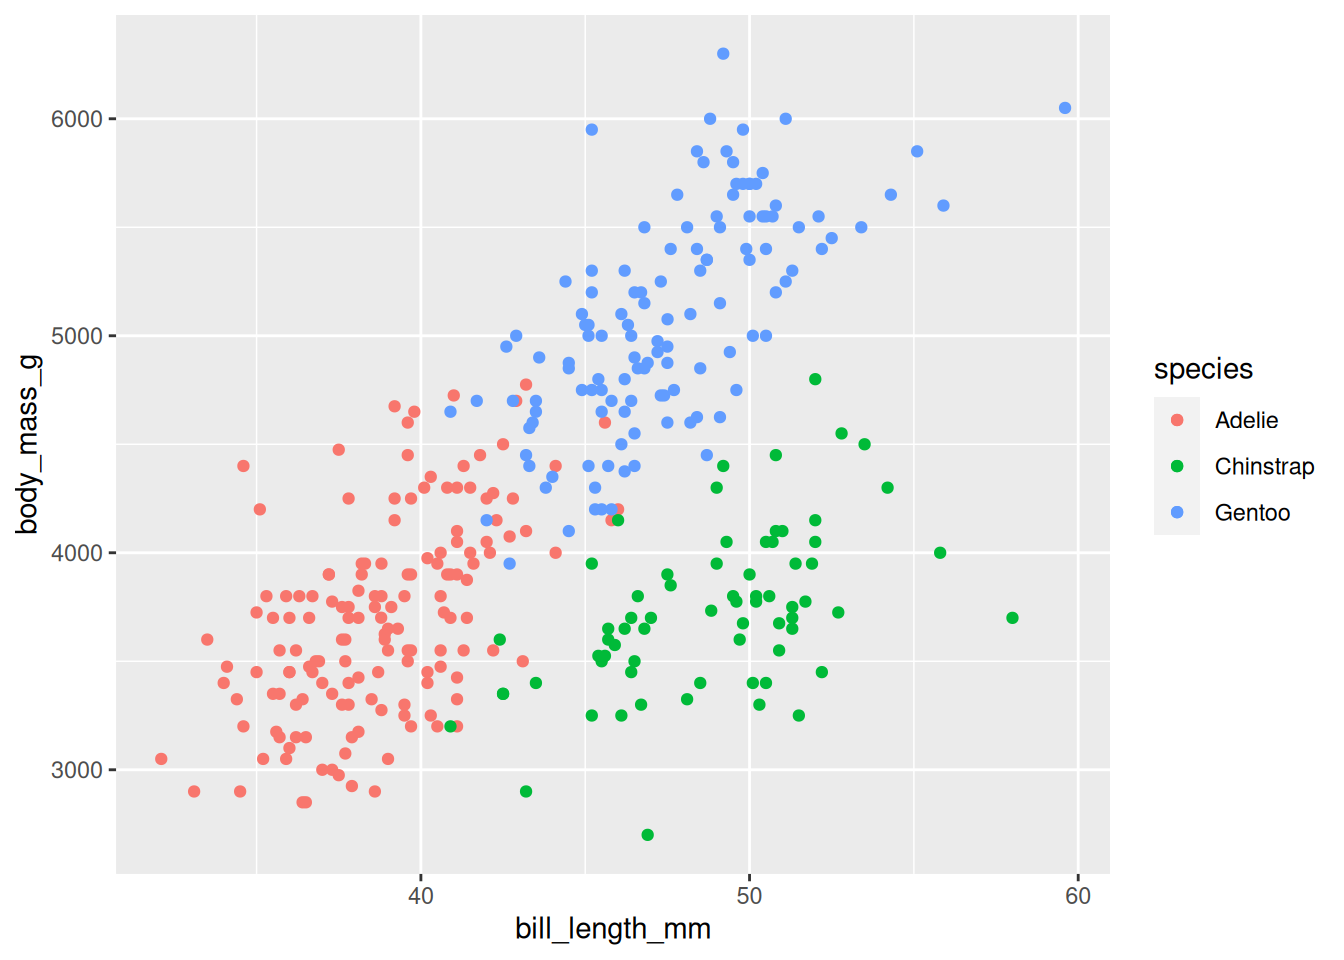 6000
5000
4000
3000
body_mass_g
40 50 60
bill_length_mm
species
Adelie
Chinstrap
Gentoo